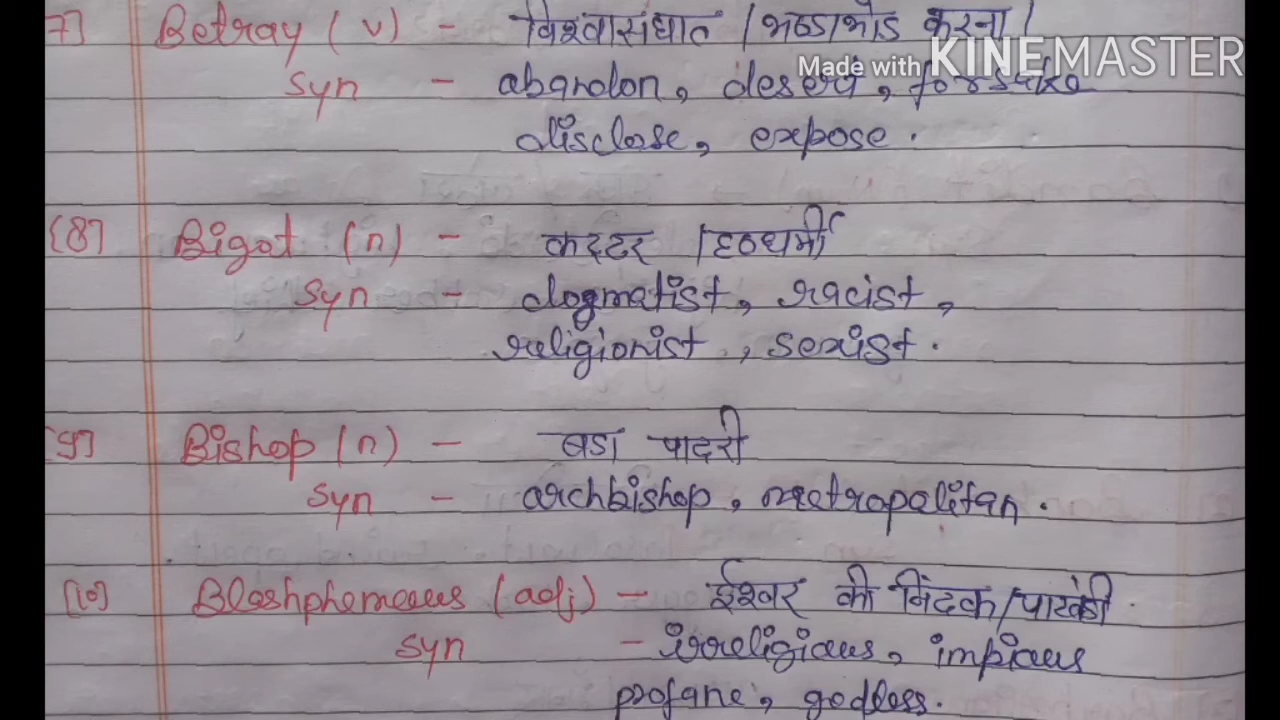 7] Betray (v) - विश्वासंघात / भण्डाभोड करना /
Made with KINEMASTER
syn - abandon, desert, forsake
disclose, expose.
[8] Bigot (n) - कट्टर / हठधर्मी
syn - dogmatist, racist,
religionist, sexist.
[9] Bishop (n) - बडा पादरी
syn - archbishop, metropolitan.
[10] Blashphemous (adj) - ईश्वर की निंदक / पाखंडी
syn - irreligious, impious
profane, godless.